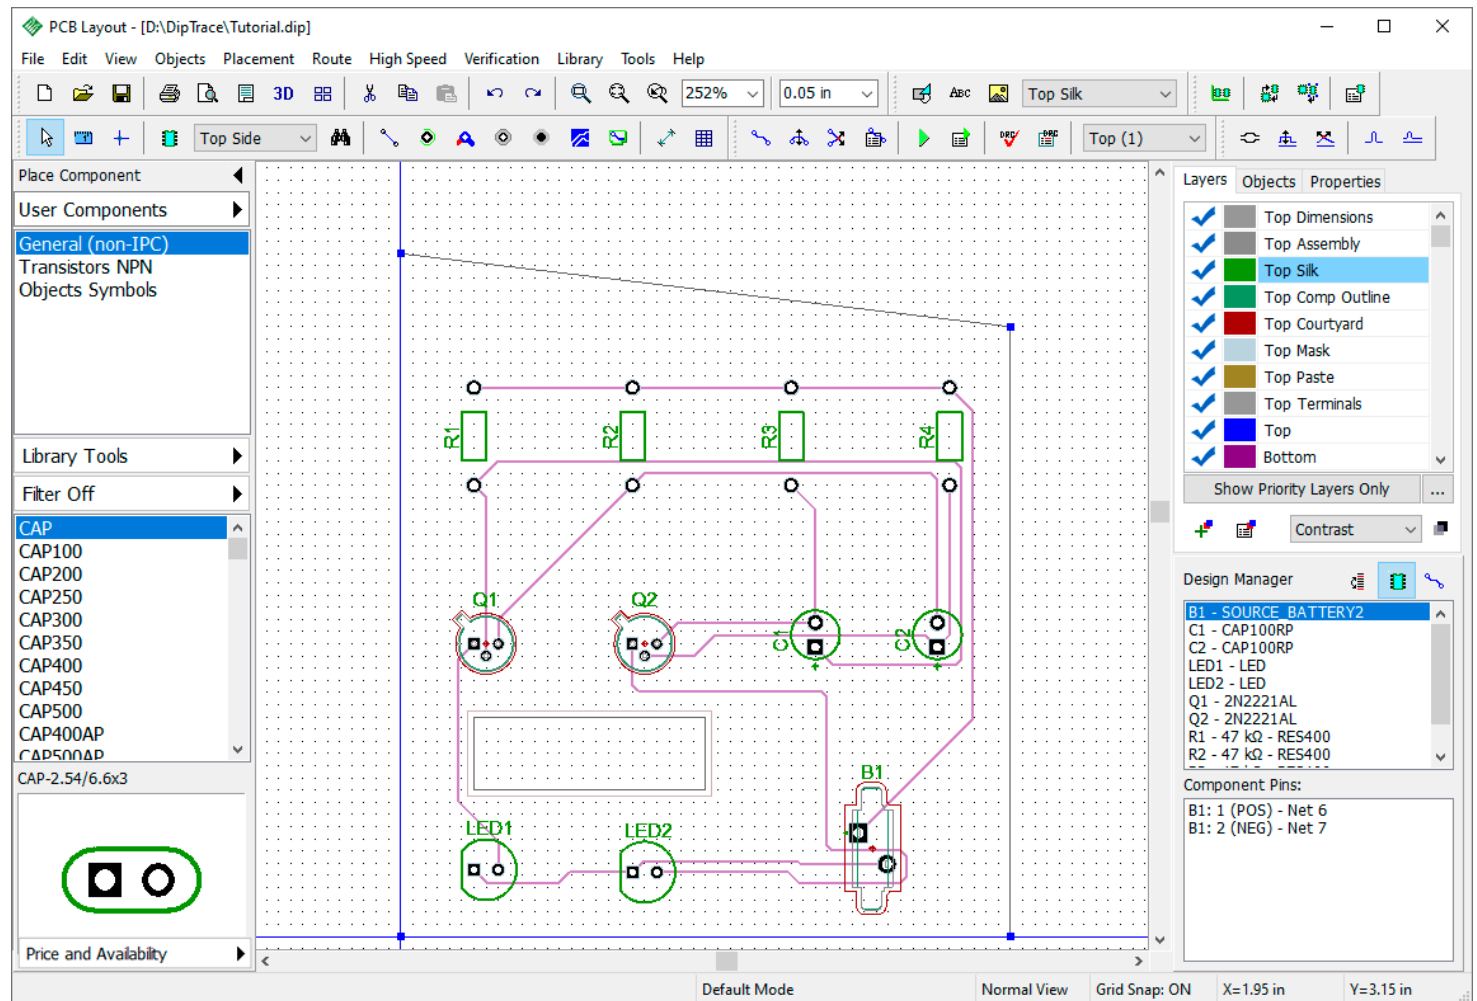 PCB Layout - [D:\DipTrace\Tutorial.dip]
File Edit View Objects Placement Route High Speed Verification Library Tools Help
3D 252% 0.05 in ABC Top Silk
Top Side DRC DRC Top (1)
Place Component
User Components
General (non-IPC)
Transistors NPN
Objects Symbols
Library Tools
Filter Off
CAP
CAP100
CAP200
CAP250
CAP300
CAP350
CAP400
CAP450
CAP500
CAP400AP
CAP500AP
CAP-2.54/6.6x3
Price and Availability
R1 R2 R3 R4
Q1 Q2
C1 C2
B1
LED1 LED2
Layers Objects Properties
Top Dimensions
Top Assembly
Top Silk
Top Comp Outline
Top Courtyard
Top Mask
Top Paste
Top Terminals
Top
Bottom
Show Priority Layers Only ...
Contrast
Design Manager
B1 - SOURCE_BATTERY2
C1 - CAP100RP
C2 - CAP100RP
LED1 - LED
LED2 - LED
Q1 - 2N2221AL
Q2 - 2N2221AL
R1 - 47 kΩ - RES400
R2 - 47 kΩ - RES400
Component Pins:
B1: 1 (POS) - Net 6
B1: 2 (NEG) - Net 7
Default Mode Normal View Grid Snap: ON X=1.95 in Y=3.15 in